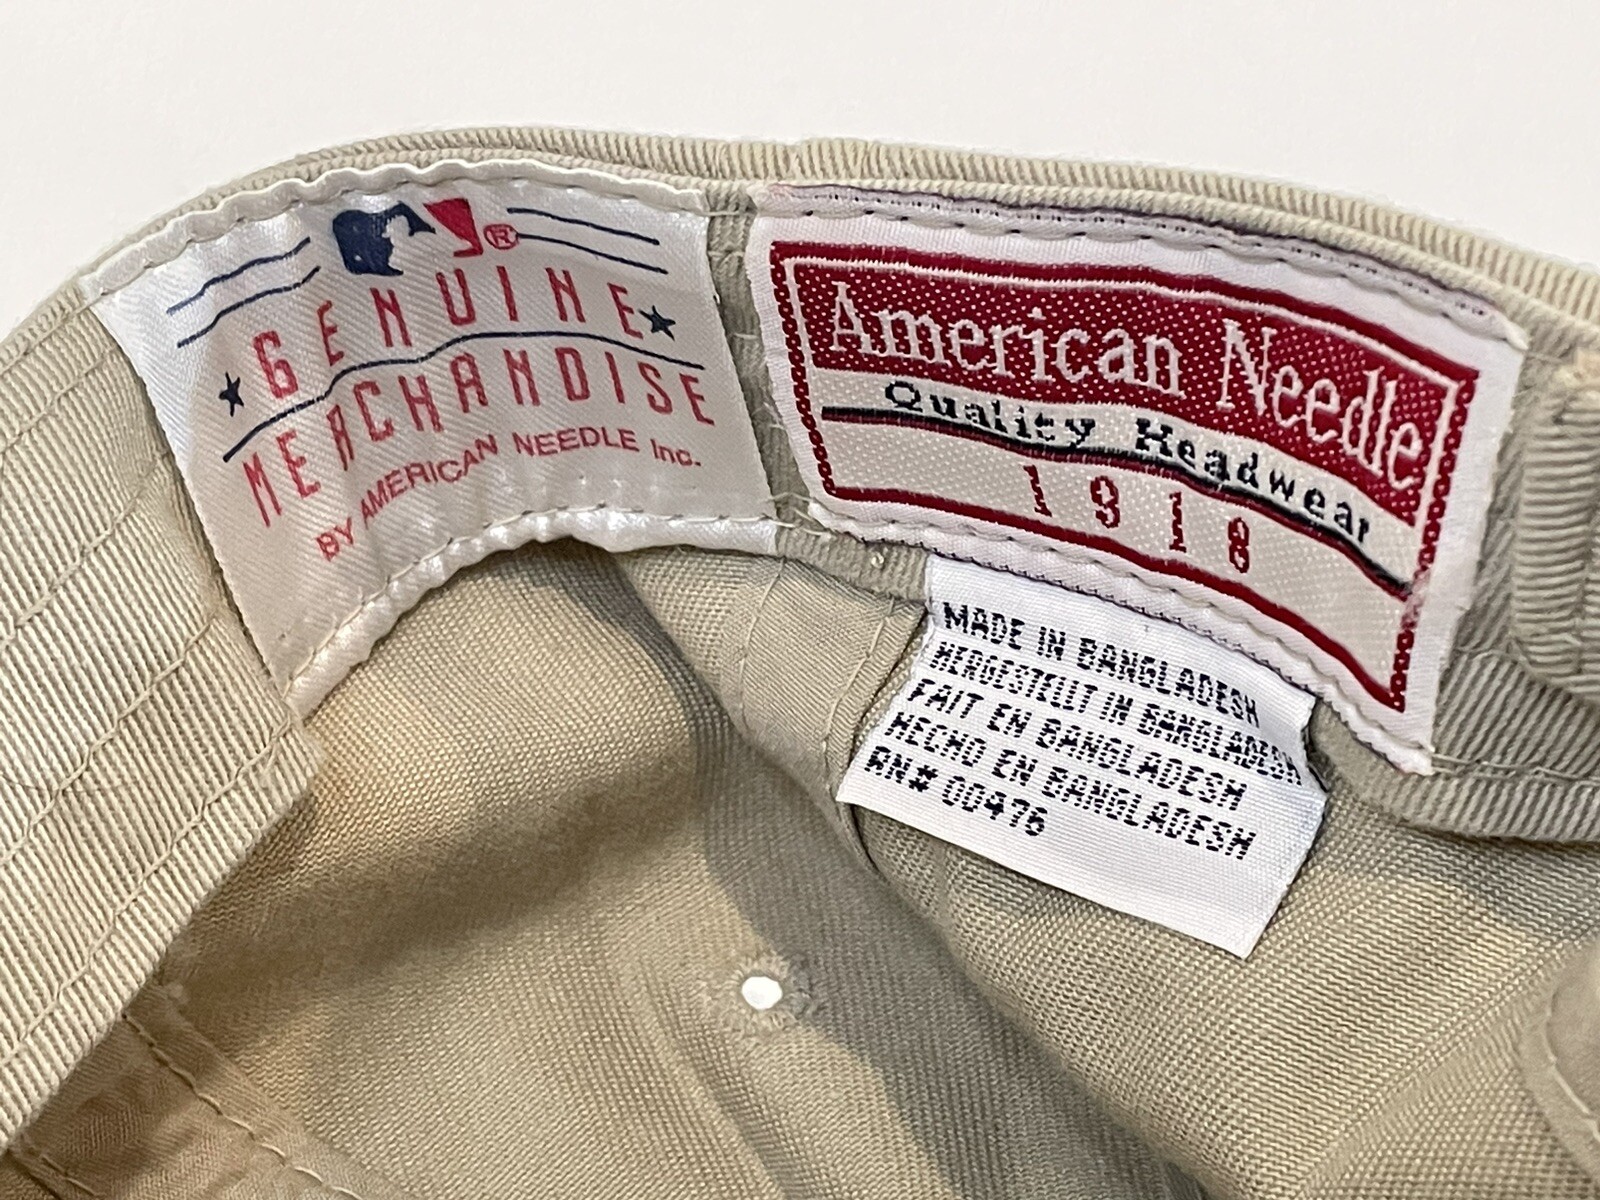 ®
GENUINE
MERCHANDISE
BY AMERICAN NEEDLE Inc.
American Needle
Quality Headwear
1918
MADE IN BANGLADESH
HERGESTELLT IN BANGLADESH
FAIT EN BANGLADESH
HECHO EN BANGLADESH
RN# 00476